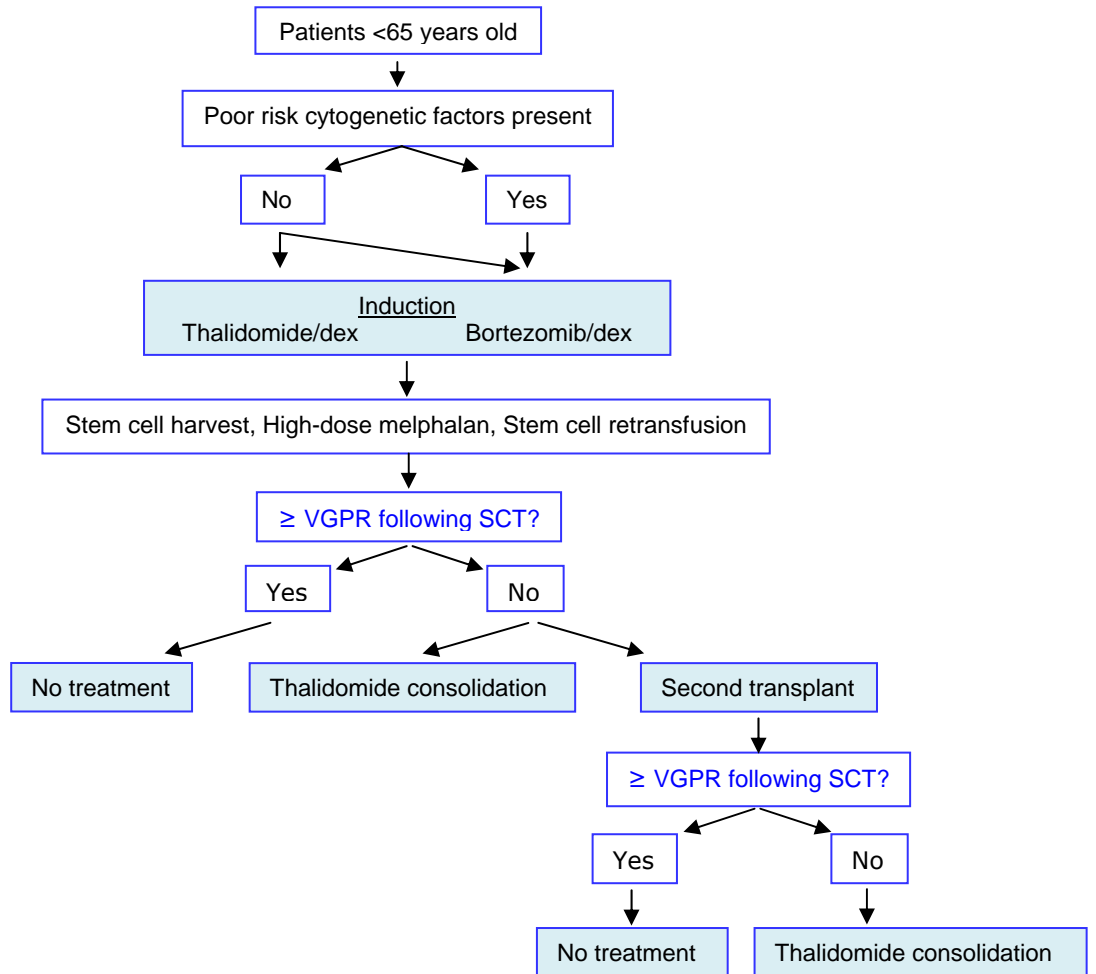 Patients <65 years old
Poor risk cytogenetic factors present
No Yes
Induction
Thalidomide/dex Bortezomib/dex
Stem cell harvest, High-dose melphalan, Stem cell retransfusion
≥ VGPR following SCT?
Yes No
No treatment Thalidomide consolidation Second transplant
≥ VGPR following SCT?
Yes No
No treatment Thalidomide consolidation